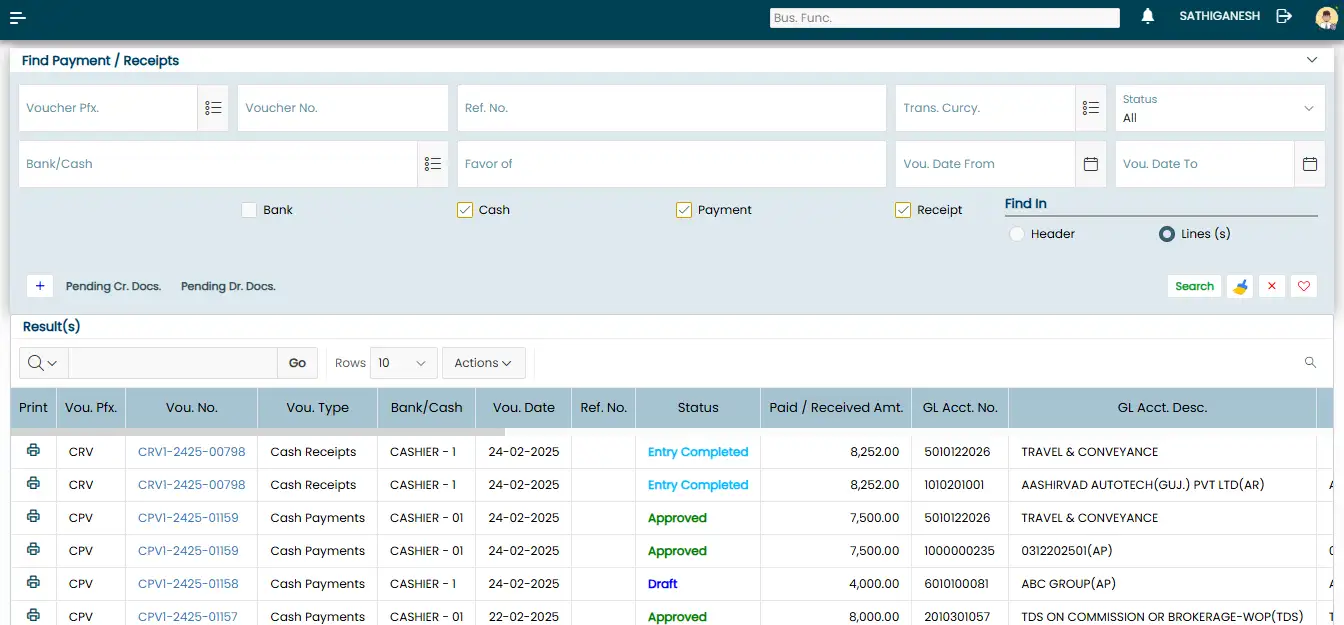 Bus. Func. SATHIGANESH
Find Payment / Receipts
Voucher Pfx. Voucher No. Ref. No. Trans. Curcy. Status
All
Bank/Cash Favor of Vou. Date From Vou. Date To
Bank Cash Payment Receipt Find In
Header Lines (s)
+ Pending Cr. Docs. Pending Dr. Docs. Search
Result(s)
Go Rows 10 Actions
Print Vou. Pfx. Vou. No. Vou. Type Bank/Cash Vou. Date Ref. No. Status Paid / Received Amt. GL Acct. No. GL Acct. Desc.
CRV CRV1-2425-00798 Cash Receipts CASHIER - 1 24-02-2025 Entry Completed 8,252.00 5010122026 TRAVEL & CONVEYANCE
CRV CRV1-2425-00798 Cash Receipts CASHIER - 1 24-02-2025 Entry Completed 8,252.00 1010201001 AASHIRVAD AUTOTECH(GUJ.) PVT LTD(AR)
CPV CPV1-2425-01159 Cash Payments CASHIER - 01 24-02-2025 Approved 7,500.00 5010122026 TRAVEL & CONVEYANCE
CPV CPV1-2425-01159 Cash Payments CASHIER - 01 24-02-2025 Approved 7,500.00 1000000235 0312202501(AP)
CPV CPV1-2425-01158 Cash Payments CASHIER - 1 24-02-2025 Draft 4,000.00 6010100081 ABC GROUP(AP)
CPV CPV1-2425-01157 Cash Payments CASHIER - 01 22-02-2025 Approved 8,000.00 2010301057 TDS ON COMMISSION OR BROKERAGE-WOP(TDS)